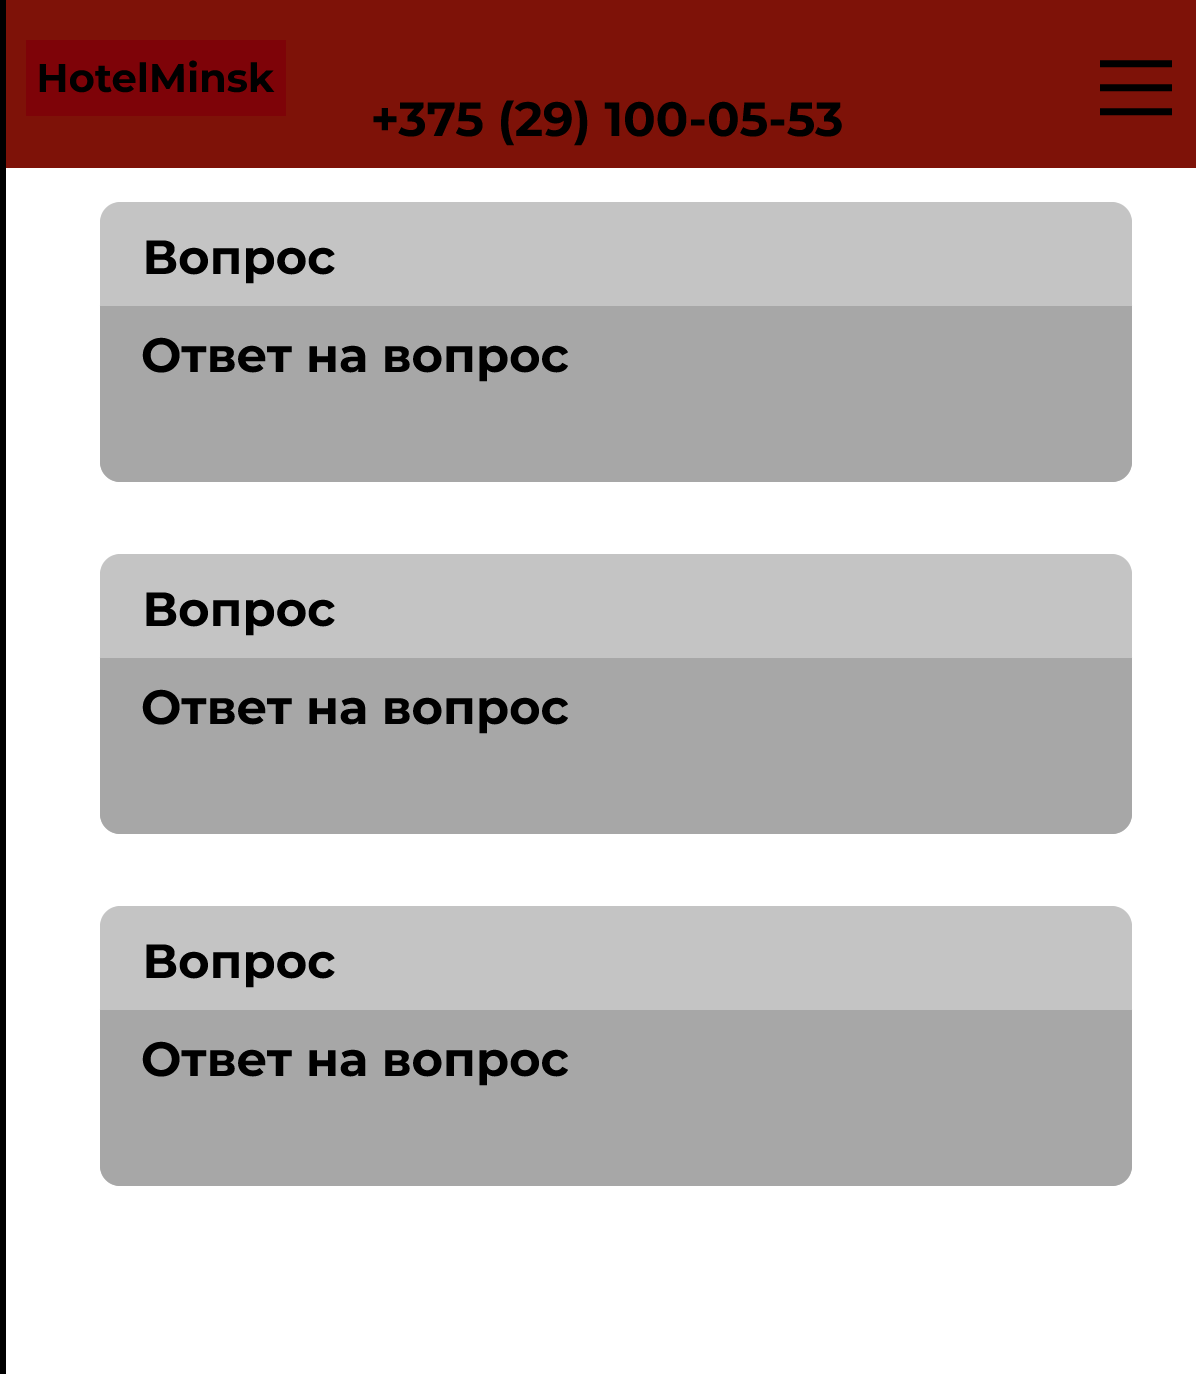 HotelMinsk
+375 (29) 100-05-53
Вопрос
Ответ на вопрос
Вопрос
Ответ на вопрос
Вопрос
Ответ на вопрос